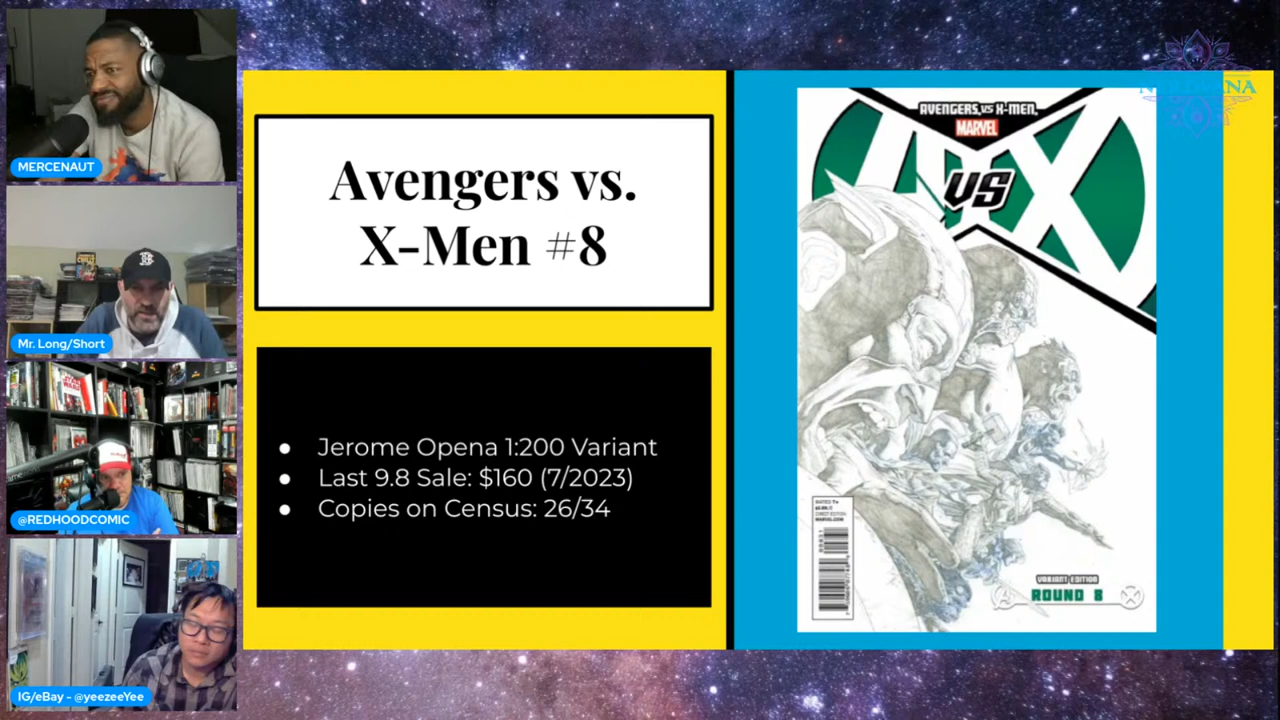 MERCENAUT
Mr. Long/Short
@REDHOODCOMIC
IG/eBay - @yeezeeYee
Avengers vs.
X-Men #8
● Jerome Opena 1:200 Variant
● Last 9.8 Sale: $160 (7/2023)
● Copies on Census: 26/34
NERDVANA
AVENGERS VS X-MEN
MARVEL
A VS X
VARIANT EDITION
ROUND 8